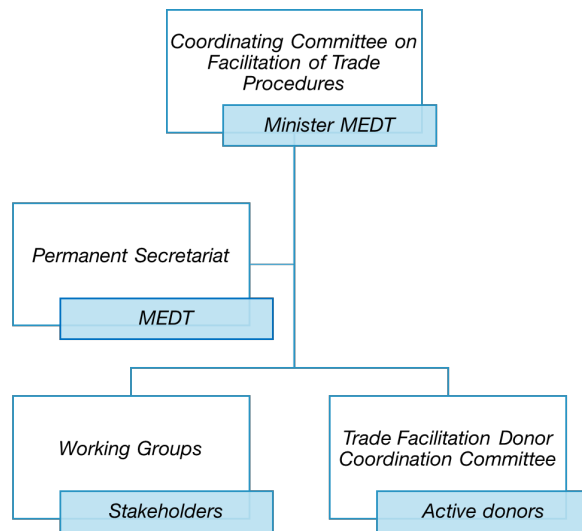 Coordinating Committee on
Facilitation of Trade
Procedures
Minister MEDT
Permanent Secretariat
MEDT
Working Groups
Stakeholders
Trade Facilitation Donor
Coordination Committee
Active donors